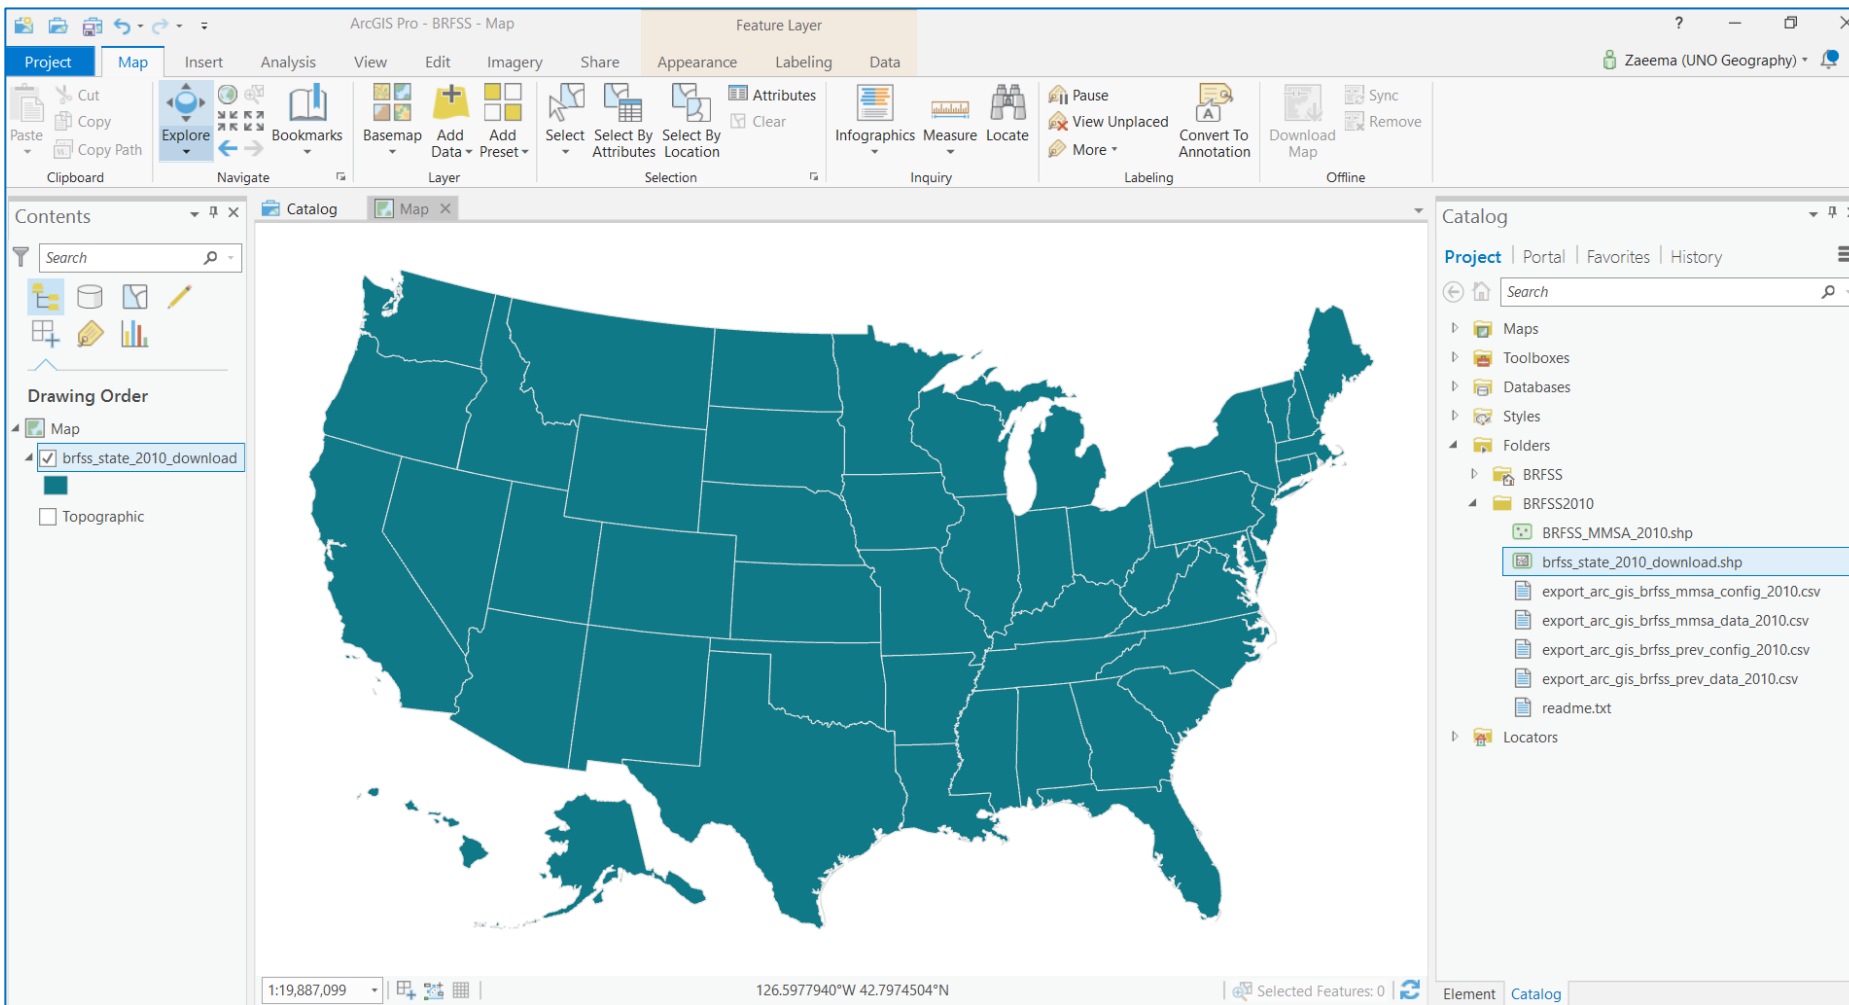 ArcGIS Pro - BRFSS - Map
Feature Layer
?
Project Map Insert Analysis View Edit Imagery Share Appearance Labeling Data
Zaeema (UNO Geography)
Paste
Cut
Copy
Copy Path
Clipboard
Explore
Bookmarks
Navigate
Basemap
Add Data
Add Preset
Layer
Select
Select By Attributes
Select By Location
Attributes
Clear
Selection
Infographics
Measure
Locate
Inquiry
Pause
View Unplaced
More
Convert To Annotation
Labeling
Download Map
Sync
Remove
Offline
Contents
Search
Drawing Order
Map
brfss_state_2010_download
Topographic
Catalog
Map
1:19,887,099
126.5977940°W 42.7974504°N
Selected Features: 0
Catalog
Project Portal Favorites History
Search
Maps
Toolboxes
Databases
Styles
Folders
BRFSS
BRFSS2010
BRFSS_MMSA_2010.shp
brfss_state_2010_download.shp
export_arc_gis_brfss_mmsa_config_2010.csv
export_arc_gis_brfss_mmsa_data_2010.csv
export_arc_gis_brfss_prev_config_2010.csv
export_arc_gis_brfss_prev_data_2010.csv
readme.txt
Locators
Element Catalog